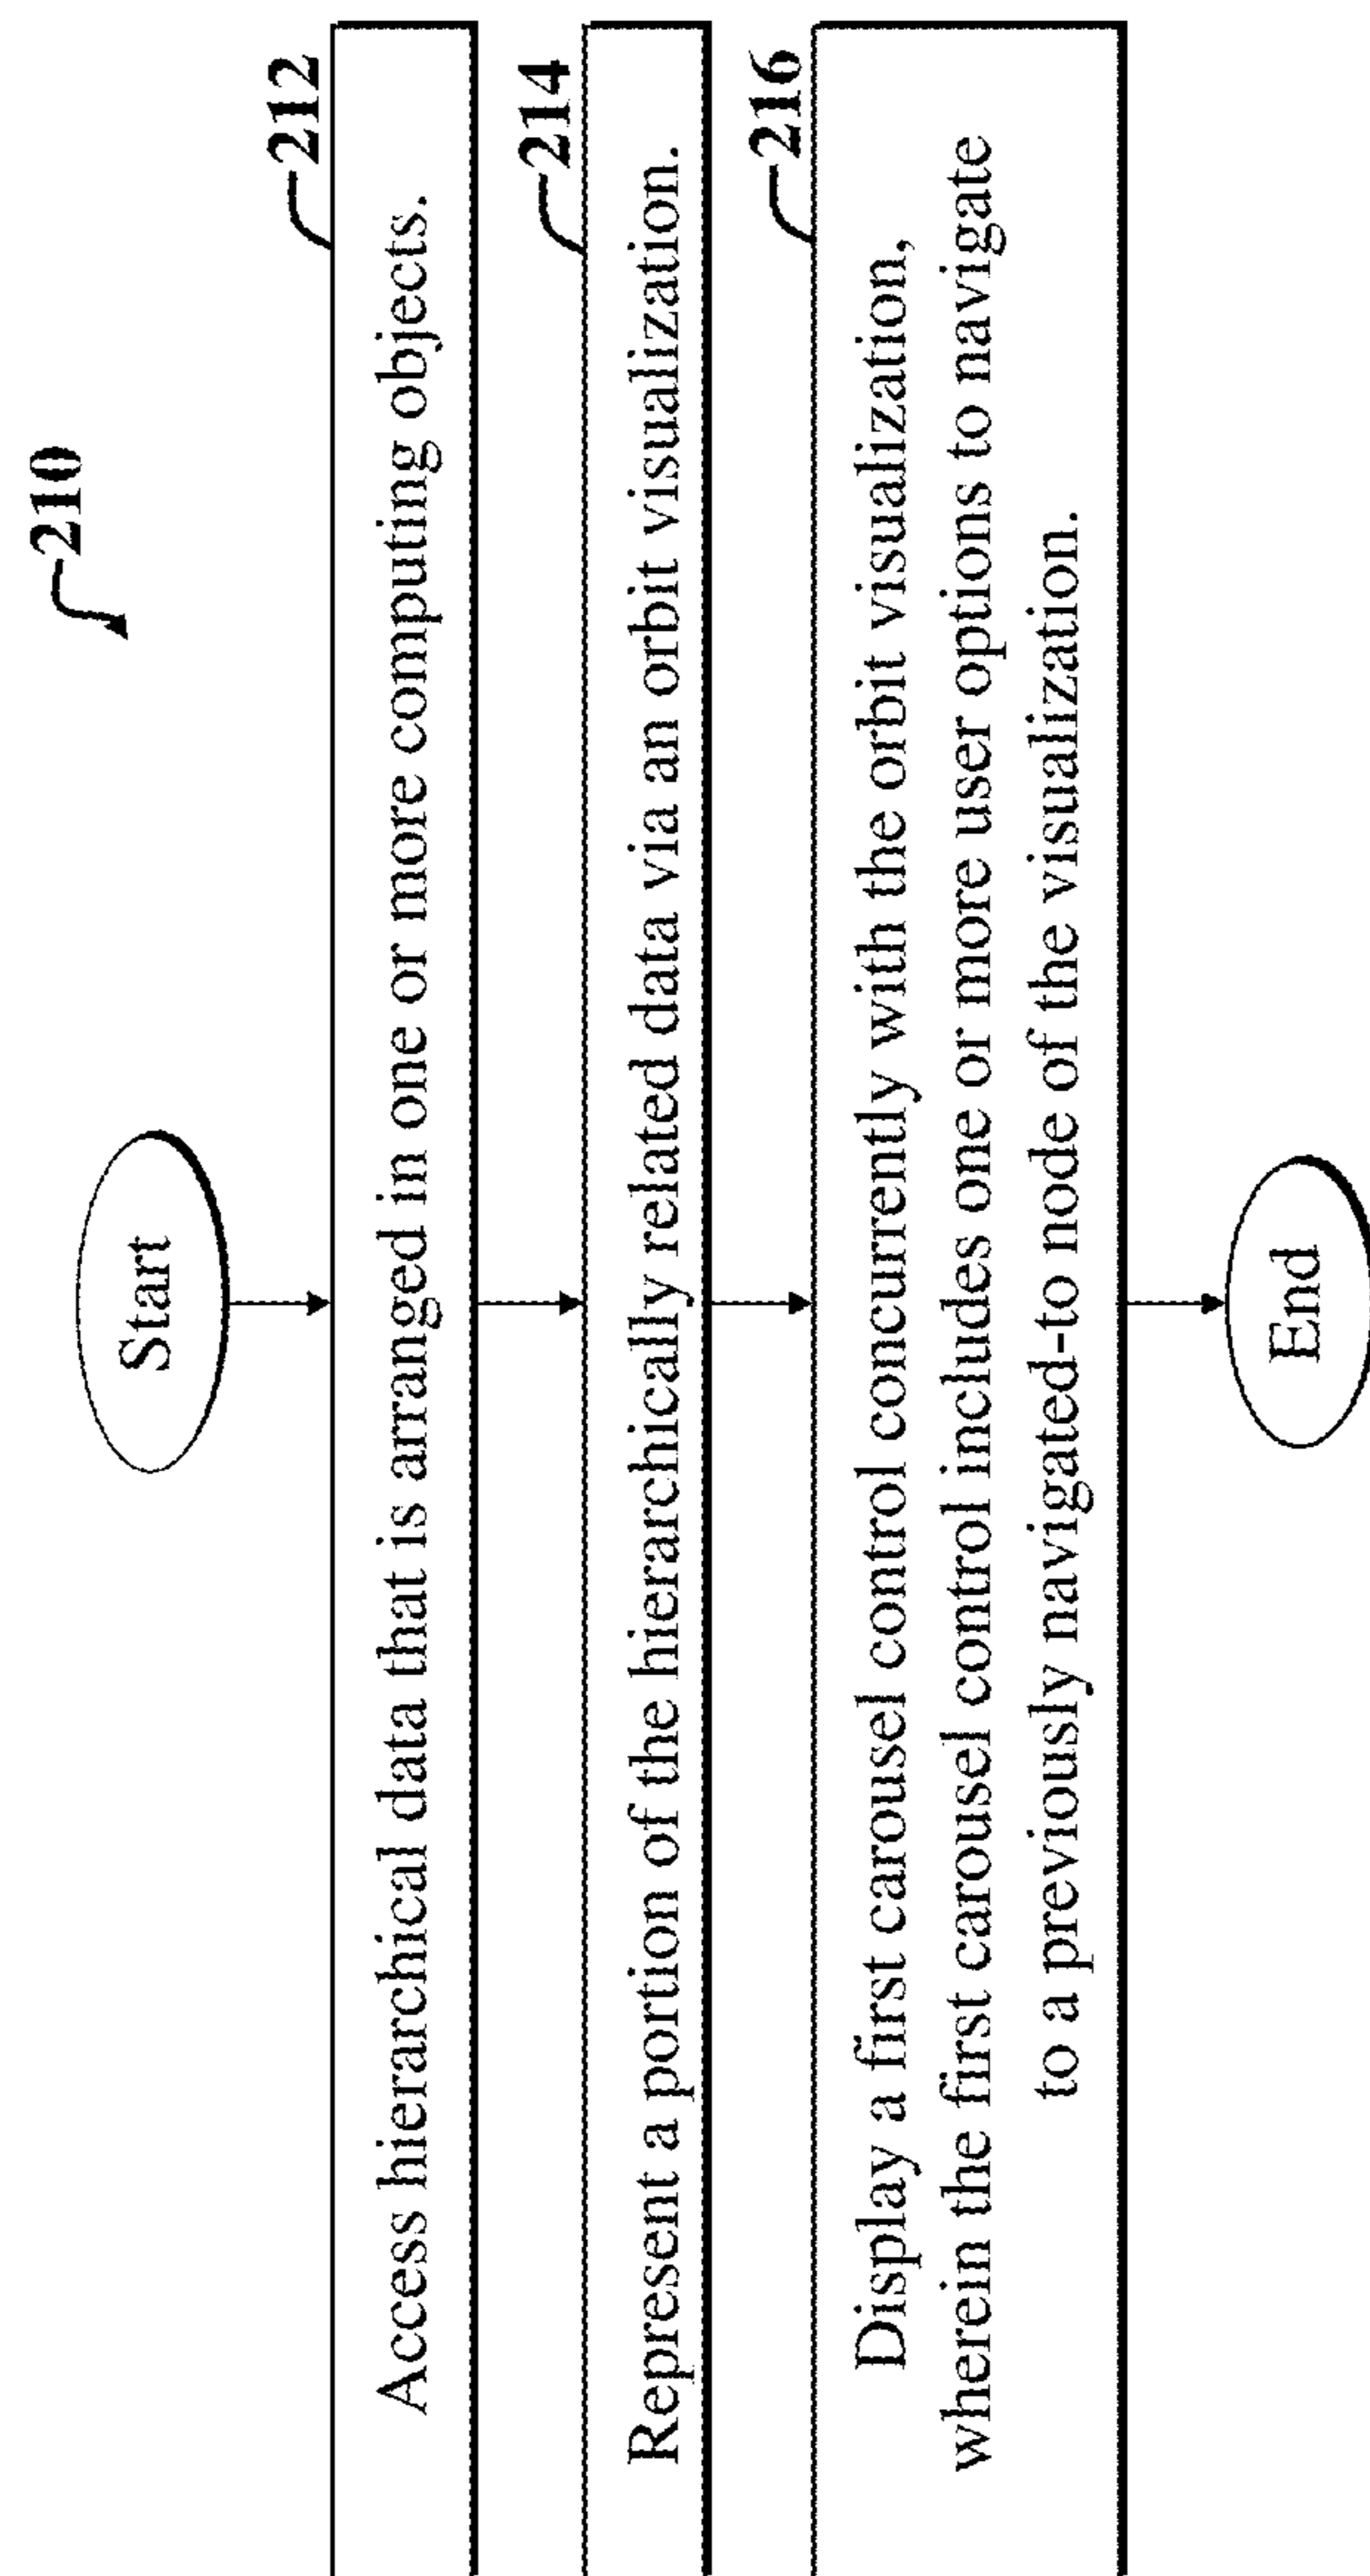 210
Start
212
Access hierarchical data that is arranged in one or more computing objects.
214
Represent a portion of the hierarchically related data via an orbit visualization.
216
Display a first carousel control concurrently with the orbit visualization,
wherein the first carousel control includes one or more user options to navigate
to a previously navigated-to node of the visualization.
End